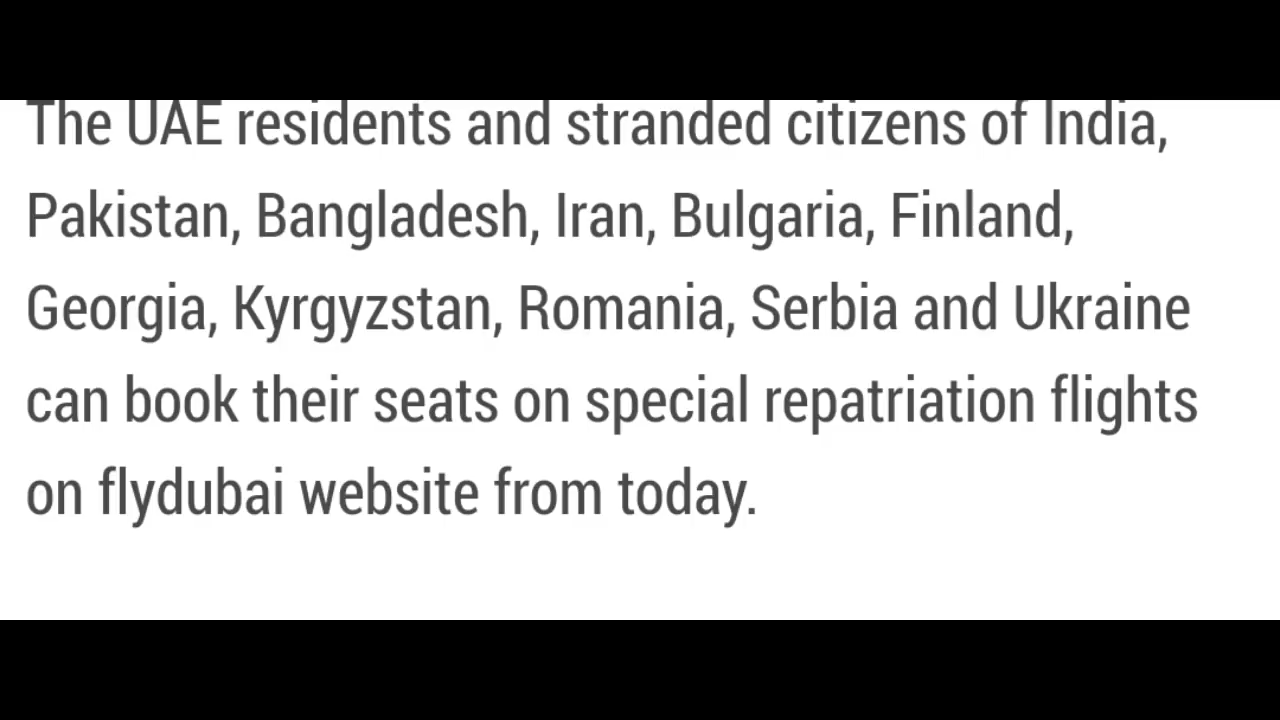 The UAE residents and stranded citizens of India,
Pakistan, Bangladesh, Iran, Bulgaria, Finland,
Georgia, Kyrgyzstan, Romania, Serbia and Ukraine
can book their seats on special repatriation flights
on flydubai website from today.